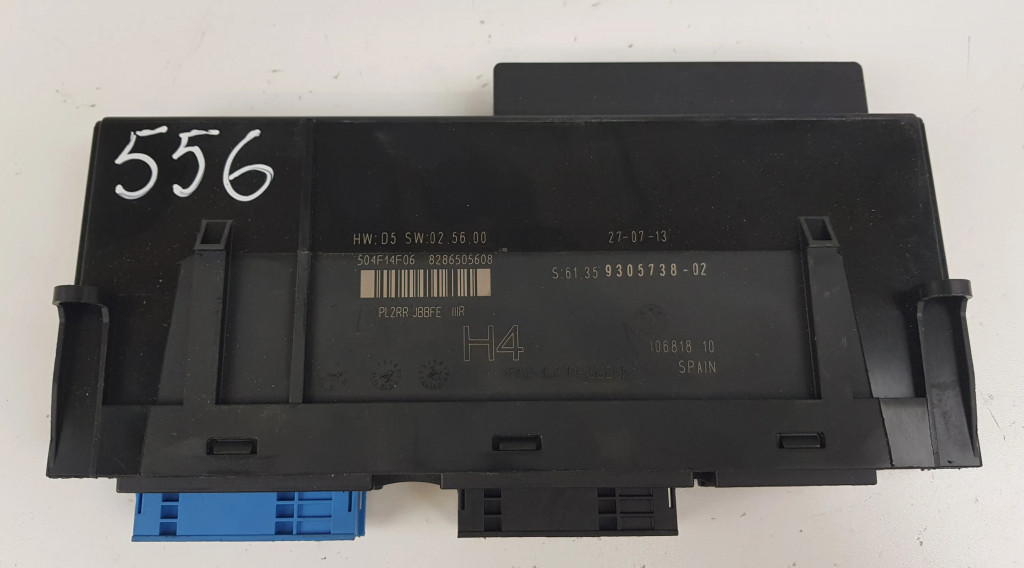 556
HW: D5 SW:02.56.00
27-07-13
504F14F06 8286505608
S:61.35 9305738-02
PL2RR JBBFE IIIR
H4
106818 10
SPAIN